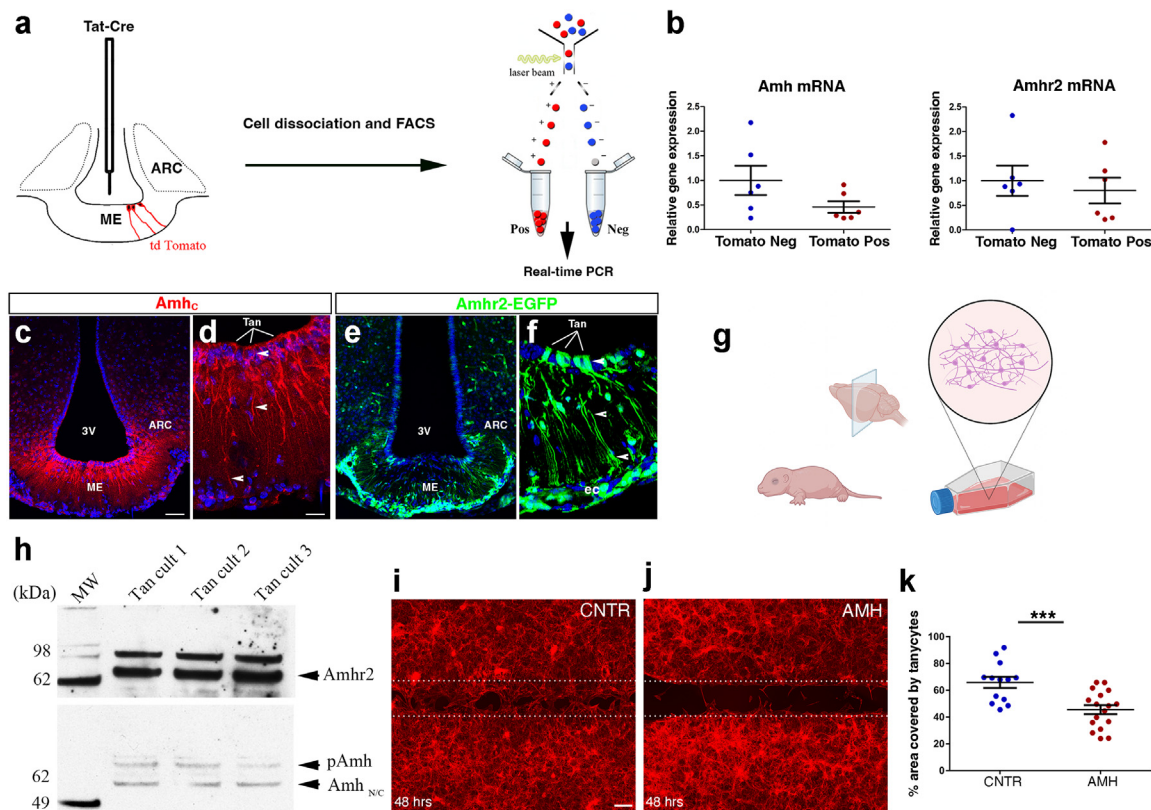 a
Tat-Cre
ARC
ME
td Tomato
Cell dissociation and FACS
laser beam
+ −
+ −
+ −
+ −
+ −
Pos
Neg
Real-time PCR
b
Amh mRNA
Relative gene expression
2.5
2.0
1.5
1.0
0.5
0.0
Tomato Neg Tomato Pos
Amhr2 mRNA
Relative gene expression
2.5
2.0
1.5
1.0
0.5
0.0
Tomato Neg Tomato Pos
AmhC
Amhr2-EGFP
c
3V
ARC
ME
d
Tan
e
3V
ARC
ME
f
Tan
ec
g
h
(kDa)
MW
Tan cult 1
Tan cult 2
Tan cult 3
98
62
Amhr2
62
49
pAmh
Amh N/C
i
CNTR
48 hrs
j
AMH
48 hrs
k
% area covered by tanycytes
***
100
80
60
40
20
0
CNTR AMH